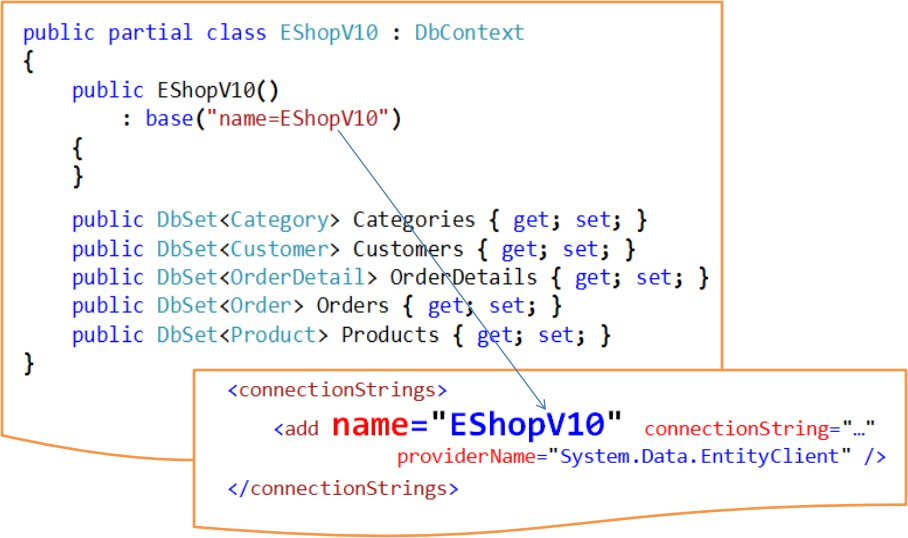 public partial class EShopV10 : DbContext
{
public EShopV10()
: base("name=EShopV10")
{
}
public DbSet<Category> Categories { get; set; }
public DbSet<Customer> Customers { get; set; }
public DbSet<OrderDetail> OrderDetails { get; set; }
public DbSet<Order> Orders { get; set; }
public DbSet<Product> Products { get; set; }
}
<connectionStrings>
<add name="EShopV10" connectionString="…"
providerName="System.Data.EntityClient" />
</connectionStrings>